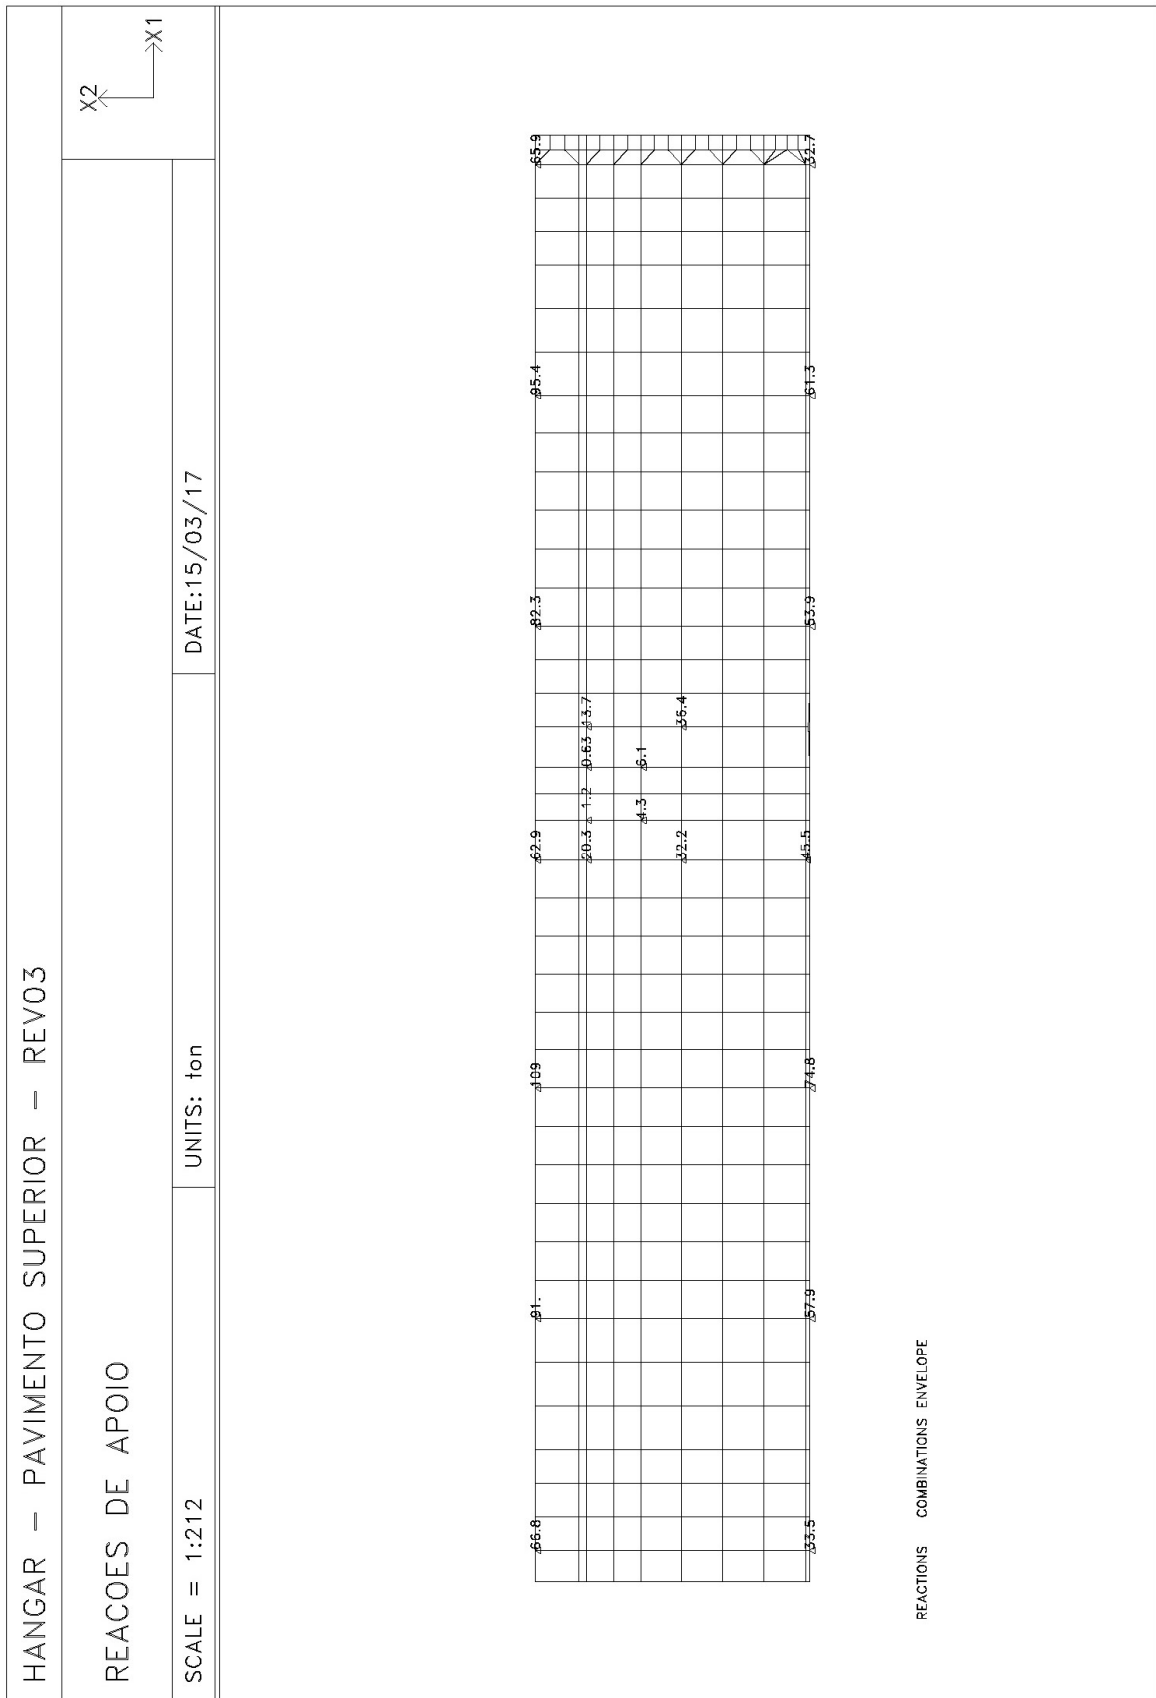 HANGAR - PAVIMENTO SUPERIOR - REV03
REACOES DE APOIO
X2
X1
SCALE = 1:212
UNITS: ton
DATE:15/03/17
66.8
91.
109
62.9
82.3
95.4
65.9
20.3
1.2
0.63
13.7
4.3
6.1
32.2
36.4
33.5
57.9
74.8
45.5
53.9
61.3
32.7
REACTIONS COMBINATIONS ENVELOPE